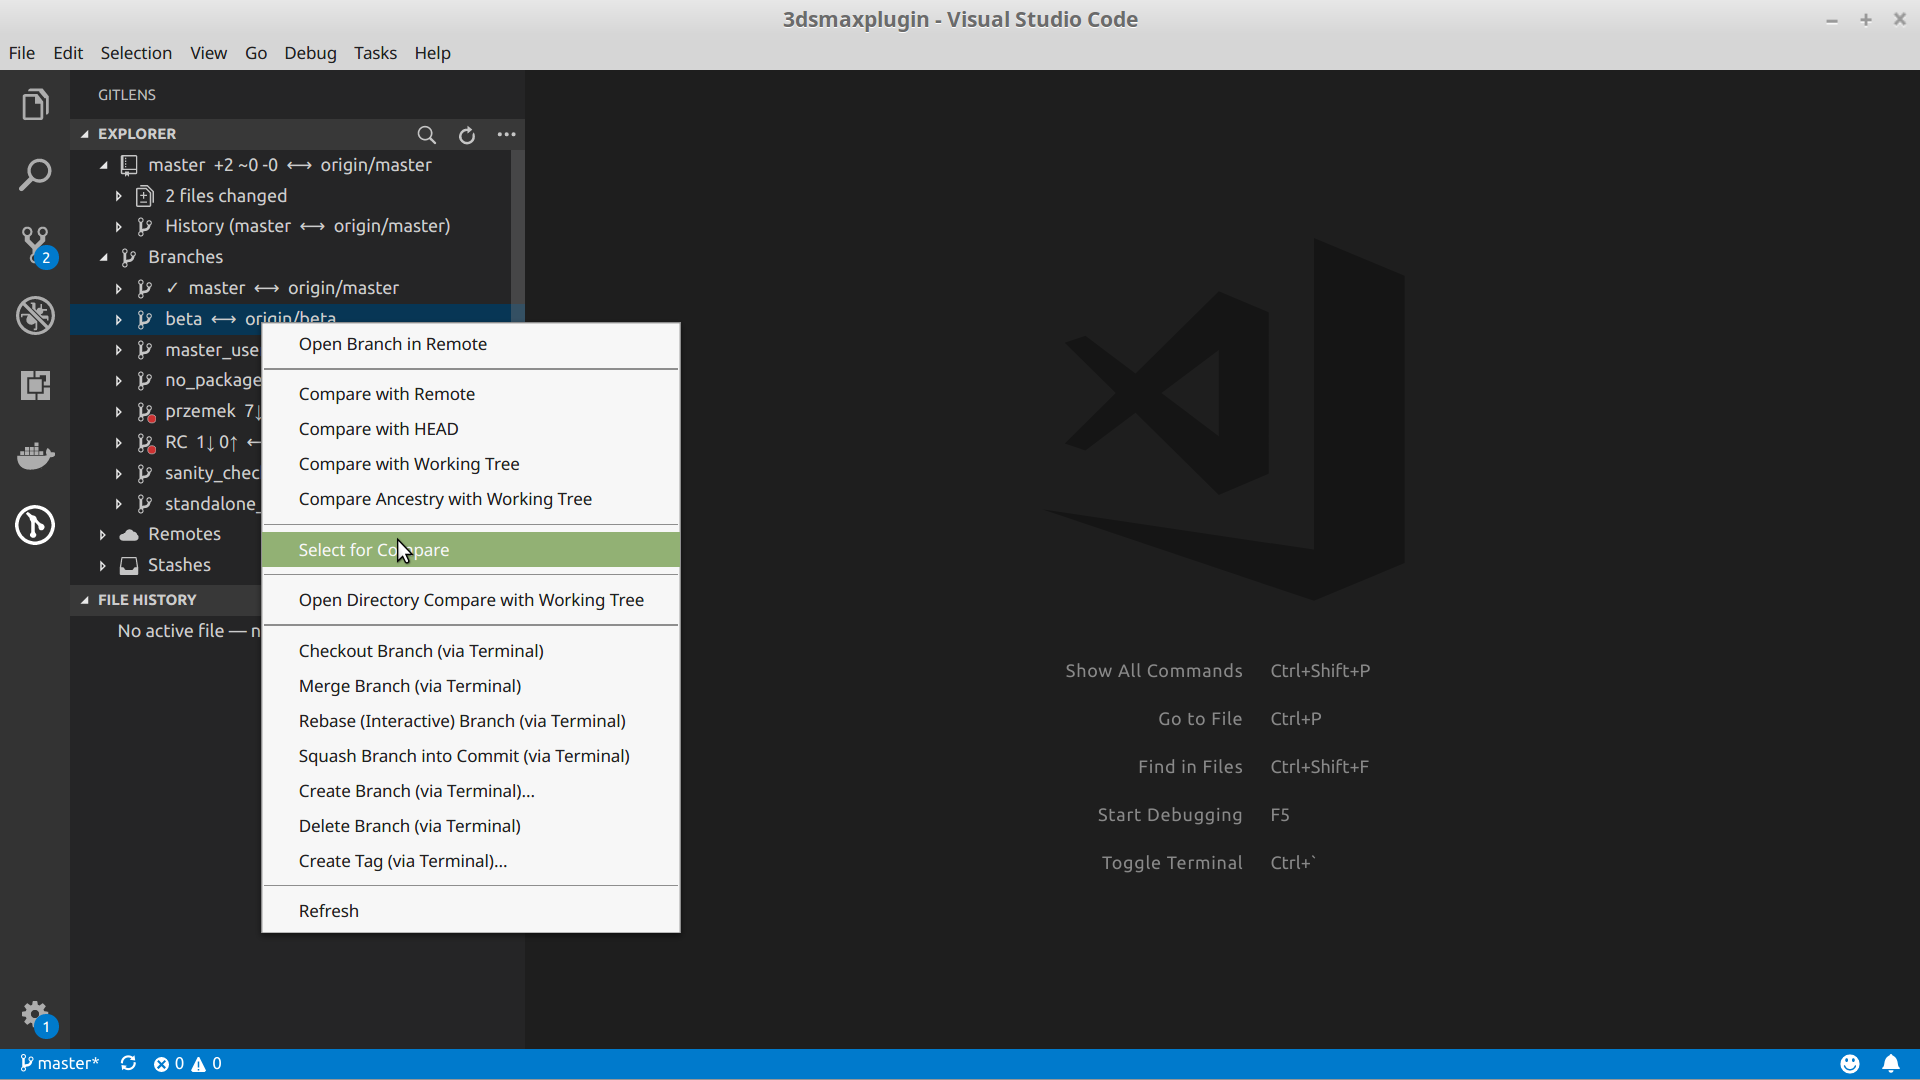 3dsmaxplugin - Visual Studio Code
File Edit Selection View Go Debug Tasks Help
GITLENS
EXPLORER
master +2 ~0 -0 ⟷ origin/master
2 files changed
History (master ⟷ origin/master)
Branches
✓ master ⟷ origin/master
beta ⟷ origin/beta
master_use
no_package
przemek 7↓
RC 1↓ 0↑
sanity_chec
standalone_
Remotes
Stashes
FILE HISTORY
No active file — n
Open Branch in Remote
Compare with Remote
Compare with HEAD
Compare with Working Tree
Compare Ancestry with Working Tree
Select for Compare
Open Directory Compare with Working Tree
Checkout Branch (via Terminal)
Merge Branch (via Terminal)
Rebase (Interactive) Branch (via Terminal)
Squash Branch into Commit (via Terminal)
Create Branch (via Terminal)...
Delete Branch (via Terminal)
Create Tag (via Terminal)...
Refresh
Show All Commands Ctrl+Shift+P
Go to File Ctrl+P
Find in Files Ctrl+Shift+F
Start Debugging F5
Toggle Terminal Ctrl+`
2
1
master* 0 0